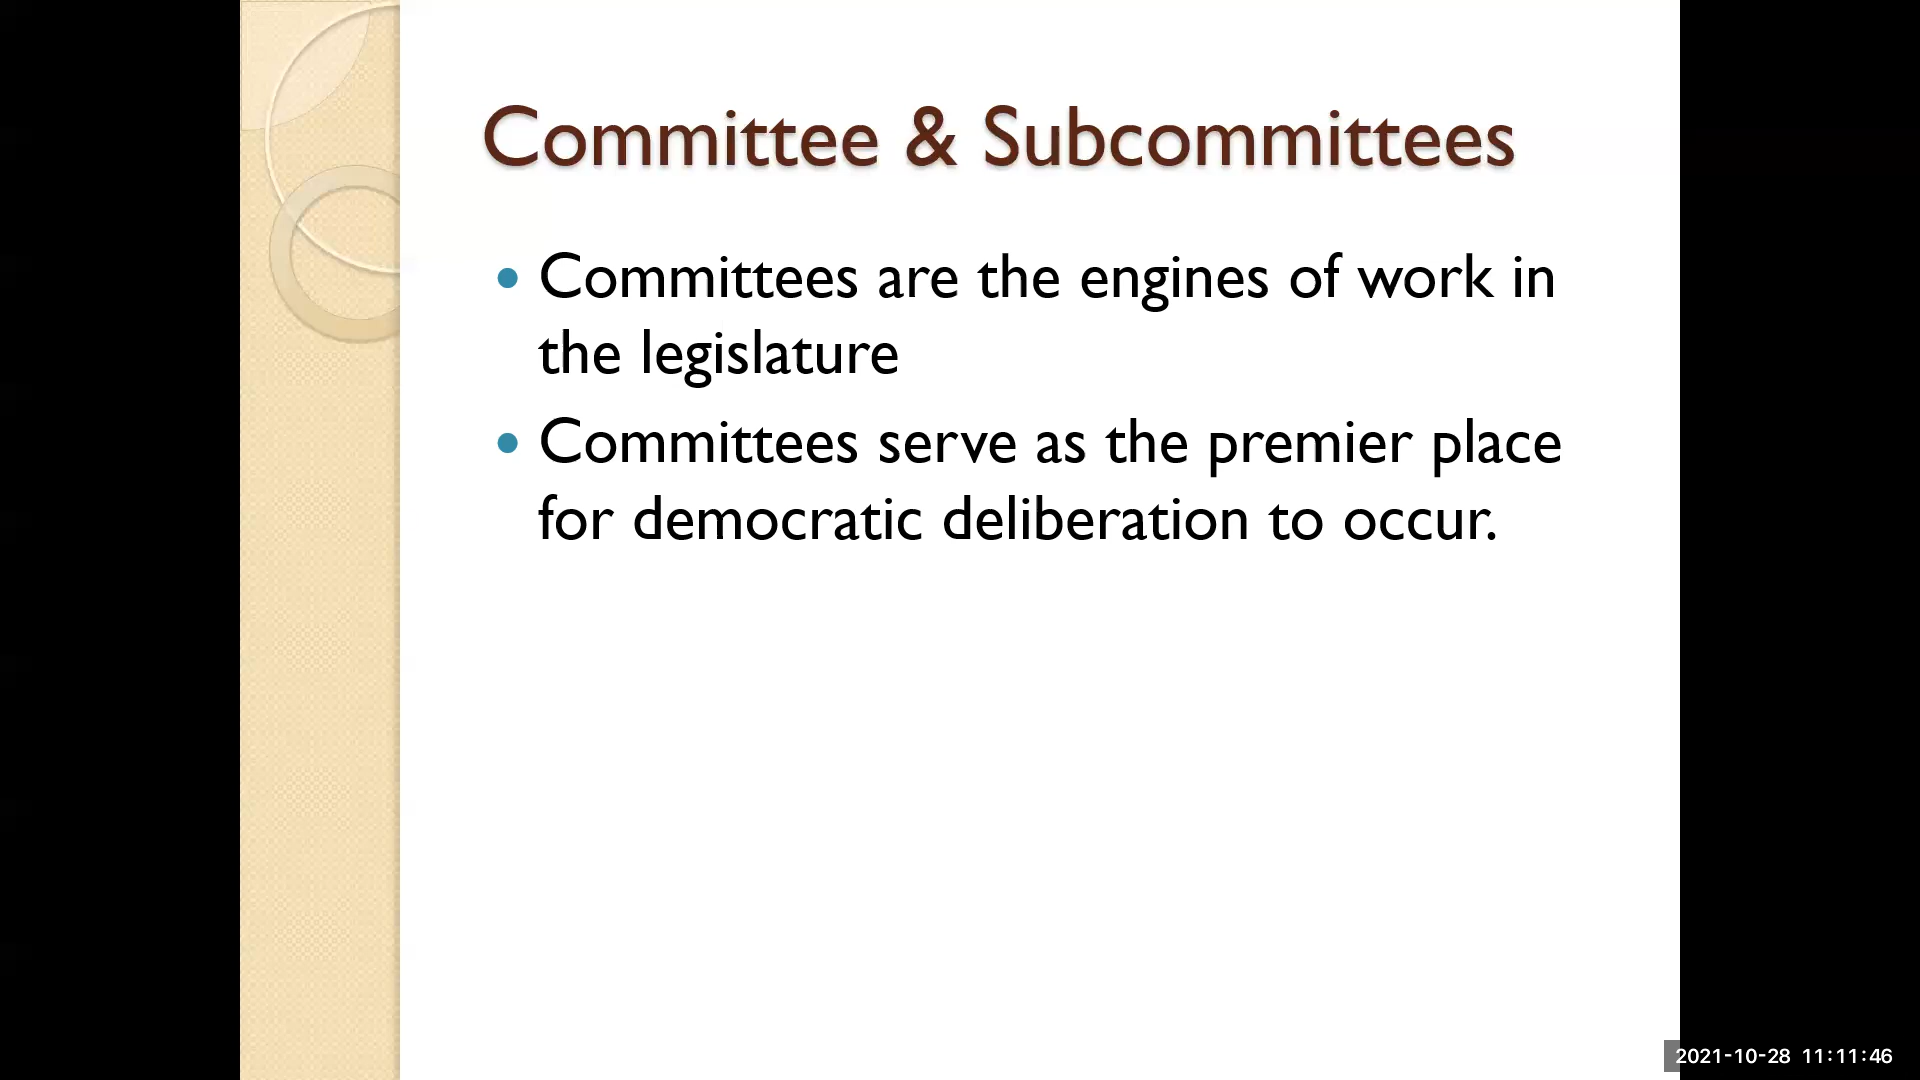 Committee & Subcommittees
• Committees are the engines of work in
the legislature
• Committees serve as the premier place
for democratic deliberation to occur.
2021-10-28 11:11:46